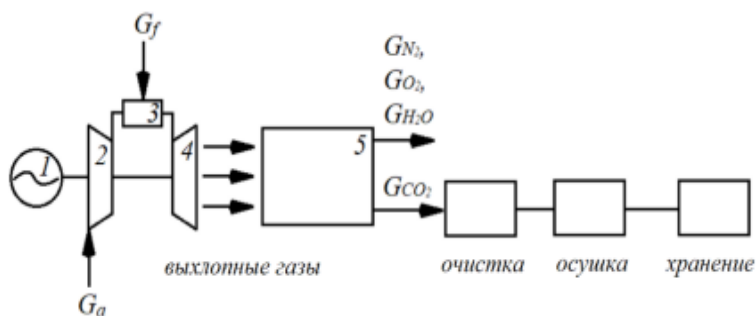 G_f
G_N₂,
G_O₂,
G_H₂O
1
2
3
4
5
G_CO₂
выхлопные газы
очистка
осушка
хранение
G_a